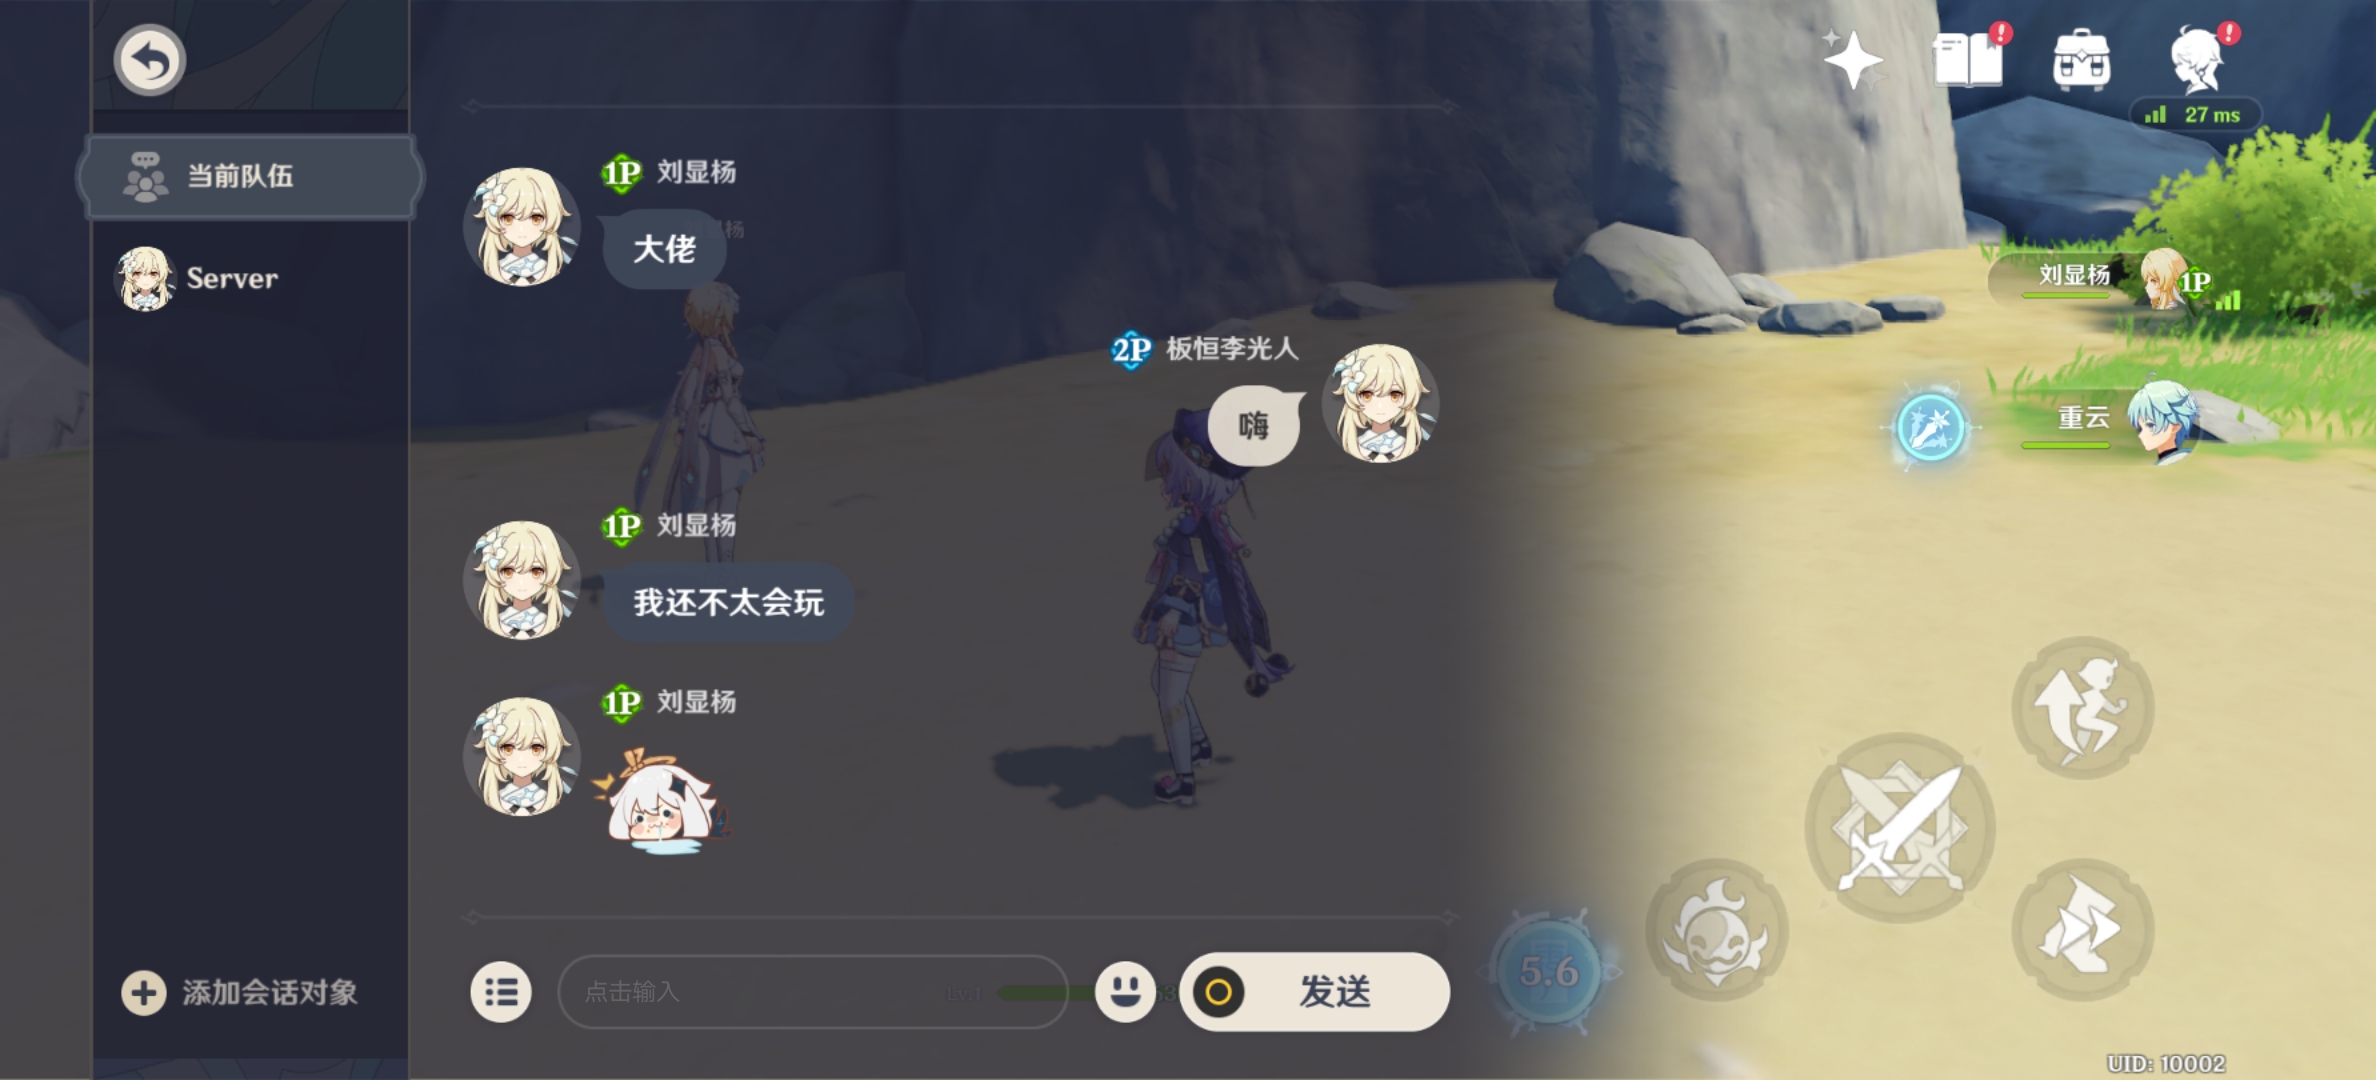 27 ms
当前队伍
Server
1P 刘显杨
大佬
2P 板恒李光人
嗨
1P 刘显杨
我还不太会玩
1P 刘显杨
刘显杨 1P
重云
添加会话对象
点击输入
Lv.1
发送
5.6
UID: 10002